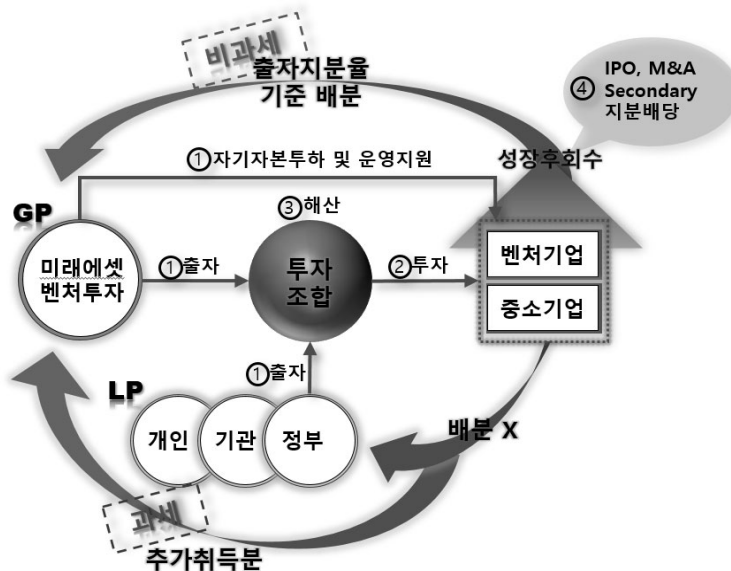 비과세
출자지분율
기준 배분
④ IPO, M&A
Secondary
지분배당
①자기자본투하 및 운영지원
성장후회수
GP
③해산
미래에셋
벤처투자
①출자
투자
조합
②투자
벤처기업
중소기업
①출자
LP
개인
기관
정부
배분 X
과세
추가취득분